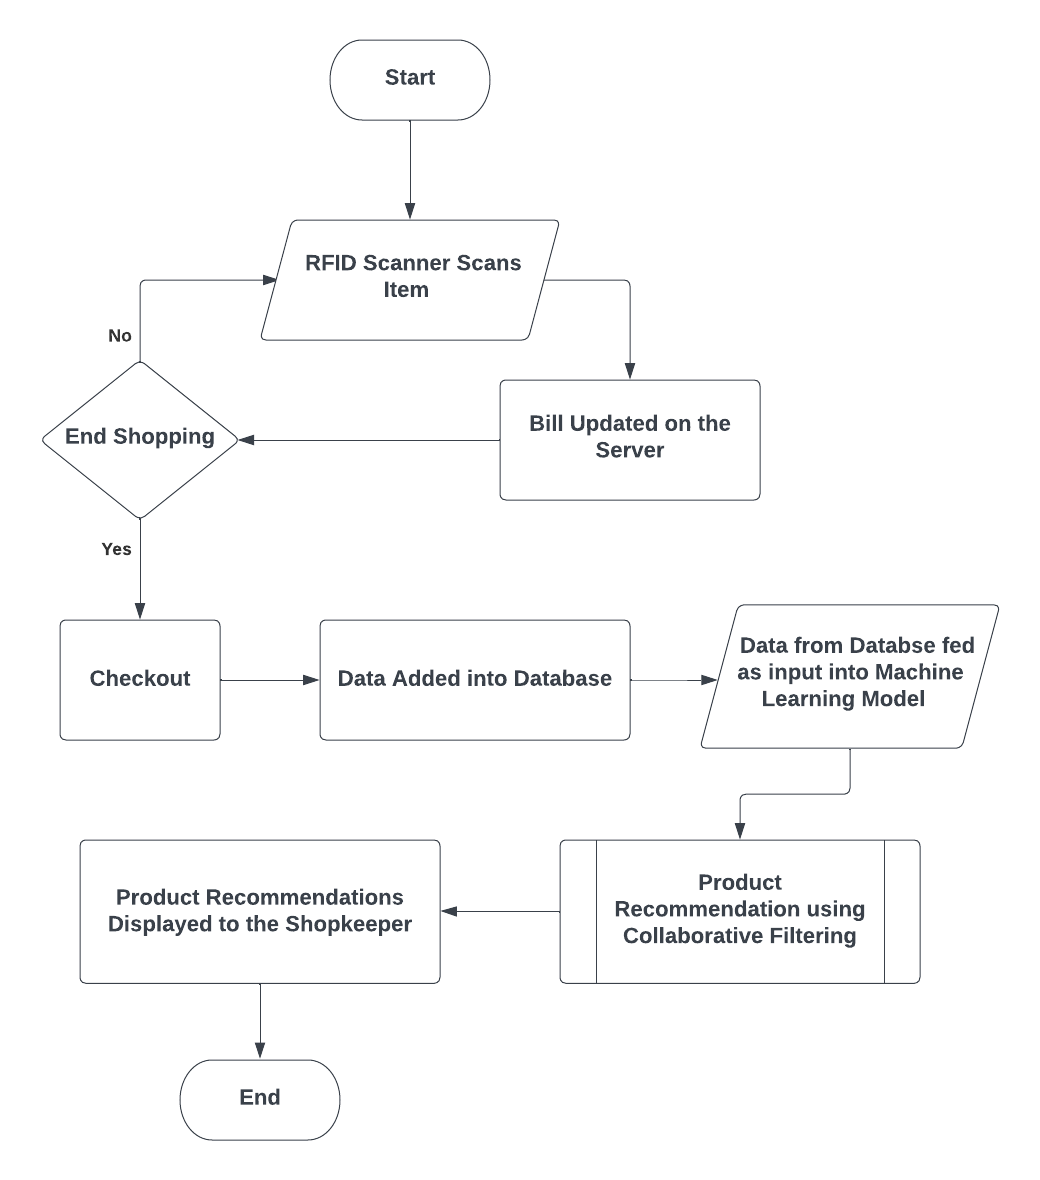 Start
RFID Scanner Scans
Item
No
Bill Updated on the
Server
End Shopping
Yes
Checkout
Data Added into Database
Data from Databse fed
as input into Machine
Learning Model
Product
Recommendation using
Collaborative Filtering
Product Recommendations
Displayed to the Shopkeeper
End